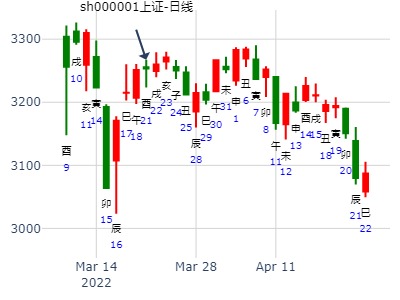 sh000001上证-日线
3300
3200
3100
3000
酉
9
戌
10
亥
11
寅
14
卯
15
辰
16
巳
17
午
18
酉
21
戌
22
亥
23
子
24
丑
25
辰
28
巳
29
午
30
未
31
申
1
丑
6
寅
7
卯
8
午
11
未
12
申
13
酉
14
戌
15
丑
18
寅
19
卯
20
辰
21
巳
22
Mar 14
2022
Mar 28
Apr 11